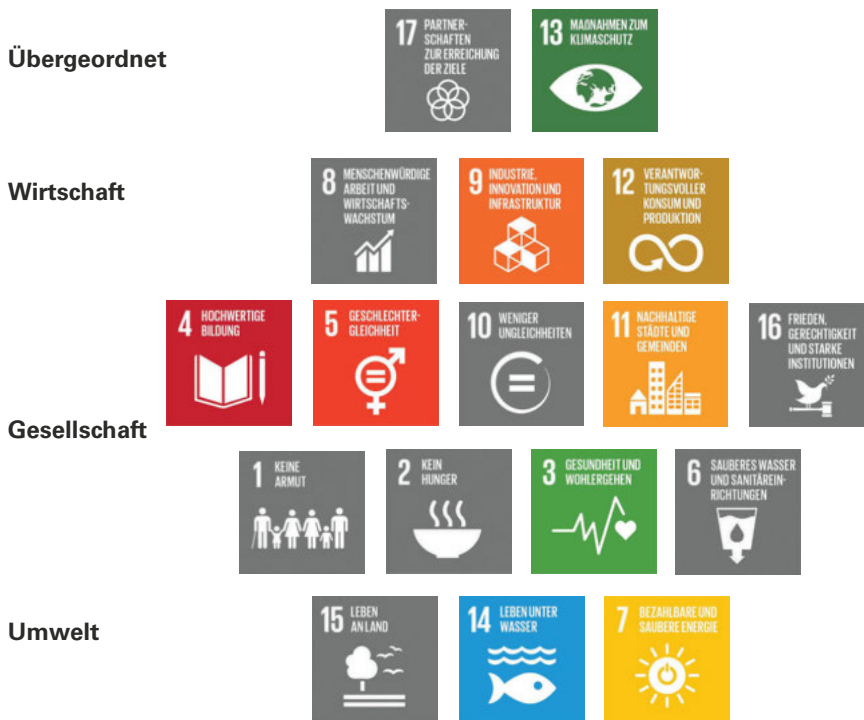 Übergeordnet
17 PARTNER-
SCHAFTEN
ZUR ERREICHUNG
DER ZIELE
13 MAẞNAHMEN ZUM
KLIMASCHUTZ
Wirtschaft
8 MENSCHENWÜRDIGE
ARBEIT UND
WIRTSCHAFTS-
WACHSTUM
9 INDUSTRIE,
INNOVATION UND
INFRASTRUKTUR
12 VERANTWOR-
TUNGSVOLLER
KONSUM UND
PRODUKTION
4 HOCHWERTIGE
BILDUNG
5 GESCHLECHTER-
GLEICHHEIT
10 WENIGER
UNGLEICHHEITEN
11 NACHHALTIGE
STÄDTE UND
GEMEINDEN
16 FRIEDEN,
GERECHTIGKEIT
UND STARKE
INSTITUTIONEN
Gesellschaft
1 KEINE
ARMUT
2 KEIN
HUNGER
3 GESUNDHEIT UND
WOHLERGEHEN
6 SAUBERES WASSER
UND SANITÄREIN-
RICHTUNGEN
Umwelt
15 LEBEN
AN LAND
14 LEBEN UNTER
WASSER
7 BEZAHLBARE UND
SAUBERE ENERGIE